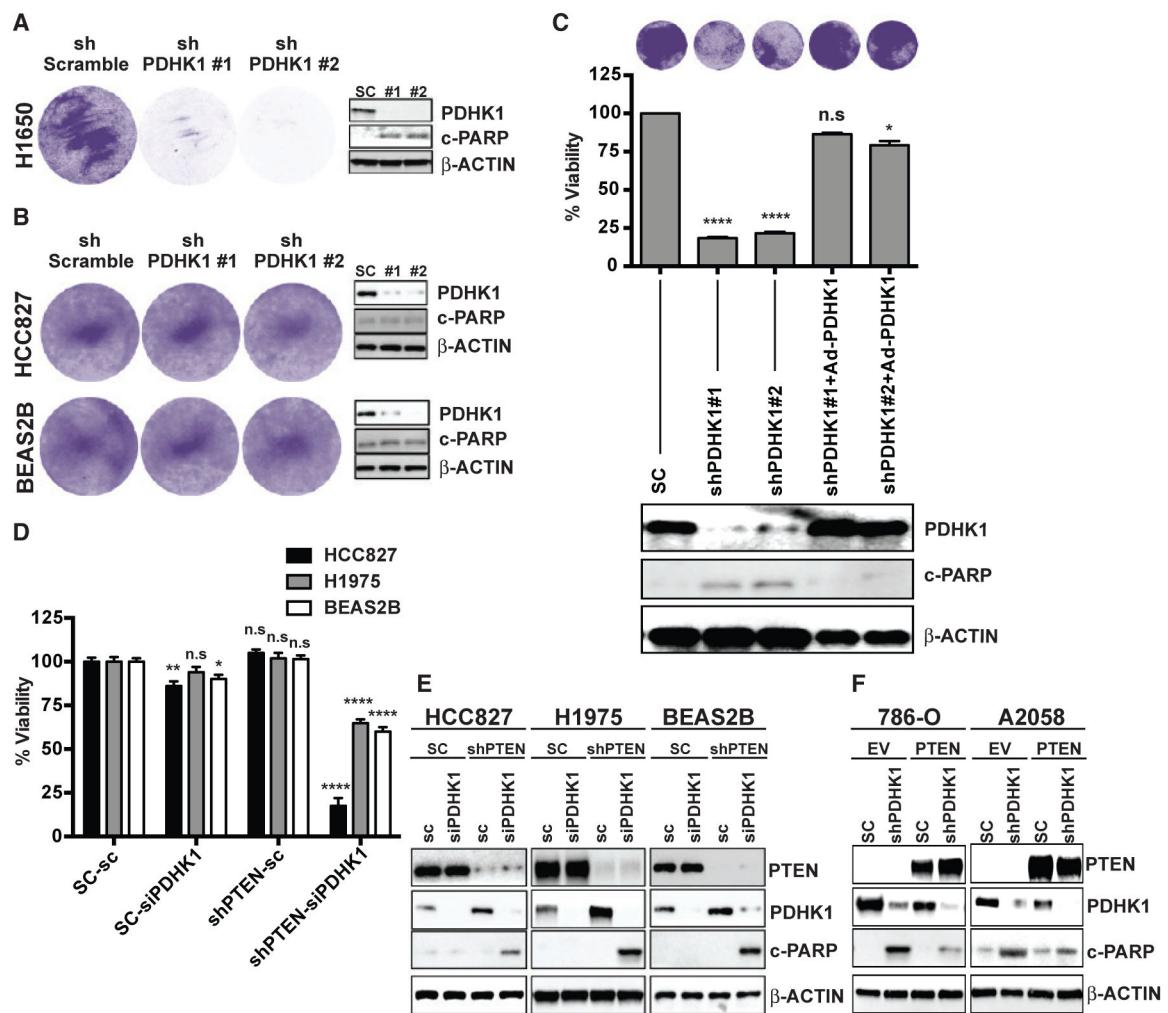 A
sh Scramble
sh PDHK1 #1
sh PDHK1 #2
H1650
SC #1 #2
PDHK1
c-PARP
β-ACTIN
B
sh Scramble
sh PDHK1 #1
sh PDHK1 #2
HCC827
SC #1 #2
PDHK1
c-PARP
β-ACTIN
BEAS2B
PDHK1
c-PARP
β-ACTIN
C
% Viability
125
100
75
50
25
0
****
****
n.s
*
SC
shPDHK1#1
shPDHK1#2
shPDHK1#1+Ad-PDHK1
shPDHK1#2+Ad-PDHK1
PDHK1
c-PARP
β-ACTIN
D
HCC827
H1975
BEAS2B
% Viability
125
100
75
50
25
0
** n.s *
n.s n.s n.s
**** **** ****
SC-sc
SC-siPDHK1
shPTEN-sc
shPTEN-siPDHK1
E
HCC827 H1975 BEAS2B
SC shPTEN SC shPTEN SC shPTEN
sc siPDHK1 sc siPDHK1 sc siPDHK1 sc siPDHK1 sc siPDHK1 sc siPDHK1
PTEN
PDHK1
c-PARP
β-ACTIN
F
786-O A2058
EV PTEN EV PTEN
SC shPDHK1 SC shPDHK1 SC shPDHK1 SC shPDHK1
PTEN
PDHK1
c-PARP
β-ACTIN